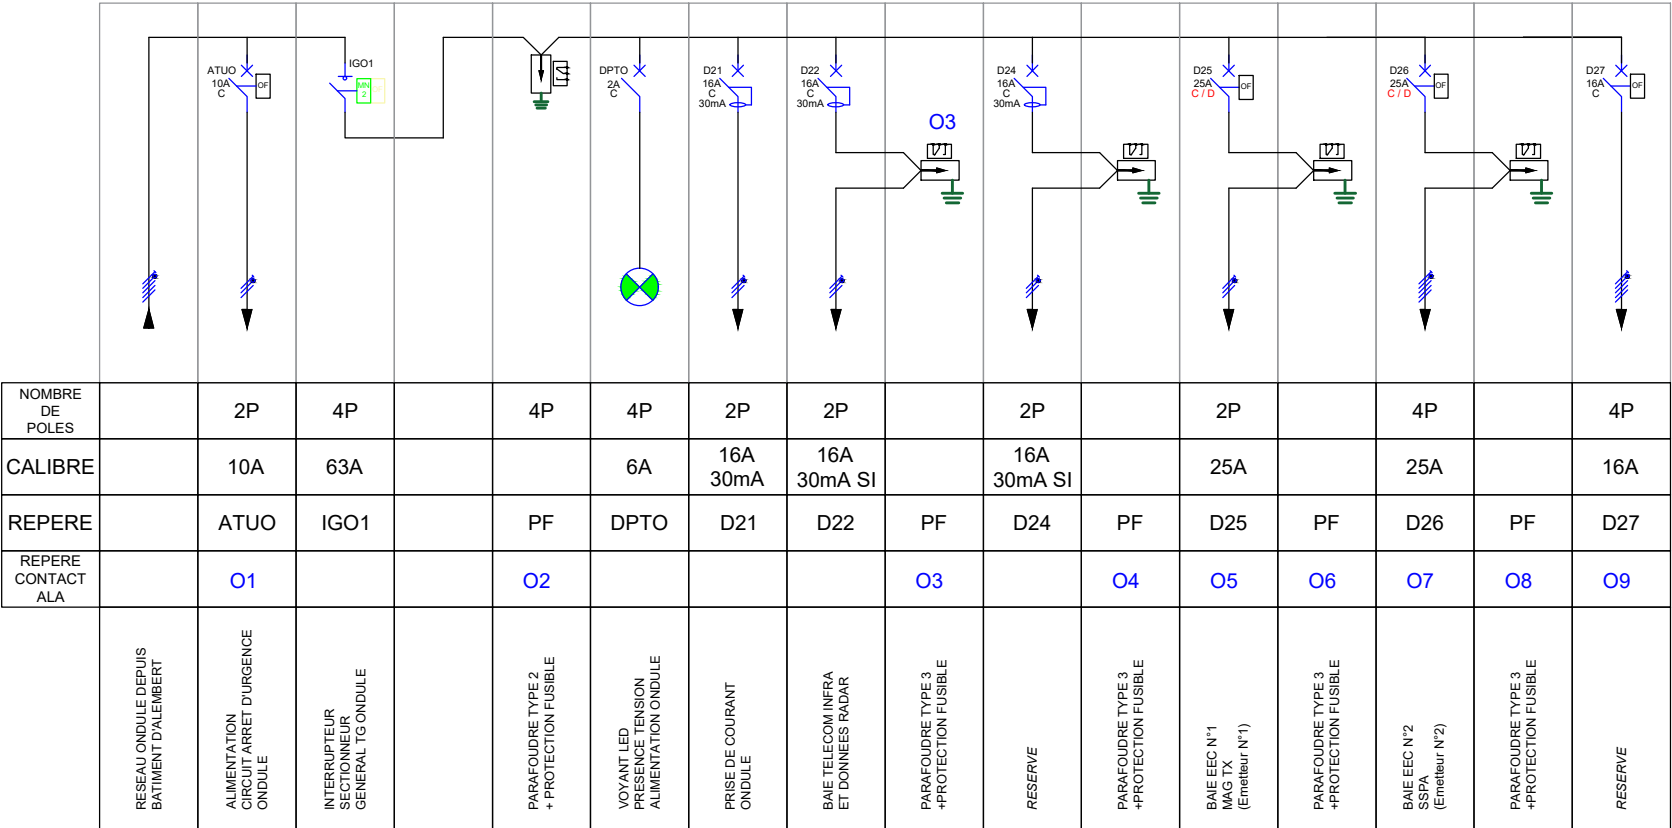 ATUO
10A
C
OF
IGO1
MN
2
DPTO
2A
C
D21
16A
C
30mA
D22
16A
C
30mA
O3
D24
16A
C
30mA
D25
25A
C / D
OF
D26
25A
C / D
OF
D27
16A
C
OF
NOMBRE
DE
POLES
2P
4P
4P
4P
2P
2P
2P
2P
4P
4P
CALIBRE
10A
63A
6A
16A
30mA
16A
30mA SI
16A
30mA SI
25A
25A
16A
REPERE
ATUO
IGO1
PF
DPTO
D21
D22
PF
D24
PF
D25
PF
D26
PF
D27
REPERE
CONTACT
ALA
O1
O2
O3
O4
O5
O6
O7
O8
O9
RESEAU ONDULE DEPUIS
BATIMENT D'ALEMBERT
ALIMENTATION
CIRCUIT ARRET D'URGENCE
ONDULE
INTERRUPTEUR
SECTIONNEUR
GENERAL TG ONDULE
PARAFOUDRE TYPE 2
+ PROTECTION FUSIBLE
VOYANT LED
PRESENCE TENSION
ALIMENTATION ONDULE
PRISE DE COURANT
ONDULE
BAIE TELECOM INFRA
ET DONNEES RADAR
PARAFOUDRE TYPE 3
+PROTECTION FUSIBLE
RESERVE
PARAFOUDRE TYPE 3
+PROTECTION FUSIBLE
BAIE EEC N°1
MAG TX
(Emetteur N°1)
PARAFOUDRE TYPE 3
+PROTECTION FUSIBLE
BAIE EEC N°2
SSPA
(Emetteur N°2)
PARAFOUDRE TYPE 3
+PROTECTION FUSIBLE
RESERVE